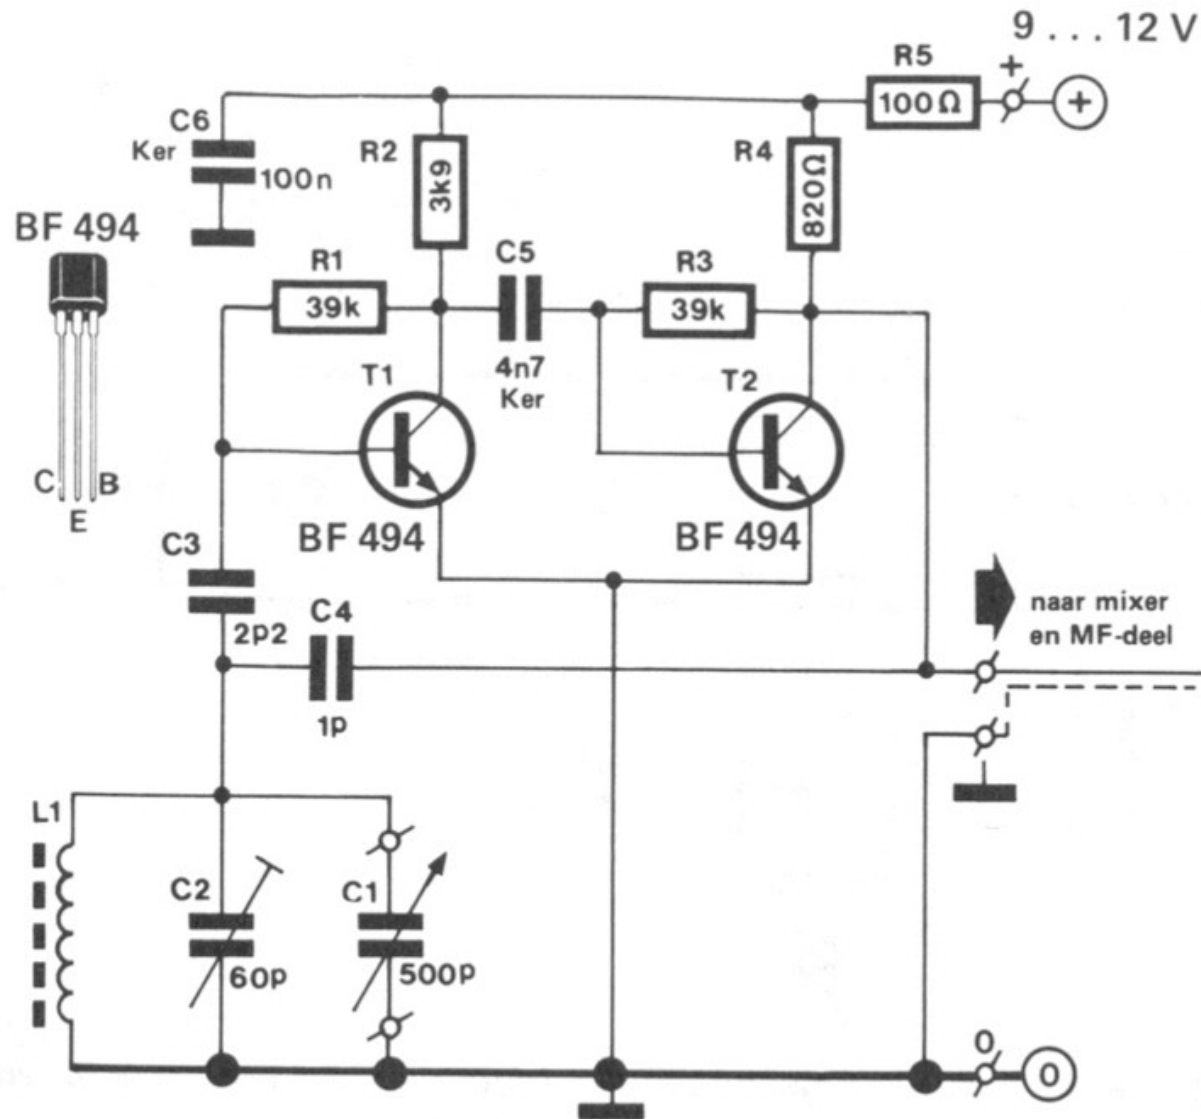 9 . . . 12 V
R5
+
100Ω
+
C6
Ker
100n
R2
3k9
R4
820Ω
BF 494
C
B
E
R1
39k
C5
4n7
Ker
R3
39k
T1
BF 494
T2
BF 494
C3
2p2
C4
1p
naar mixer
en MF-deel
L1
C2
60p
C1
500p
0
0